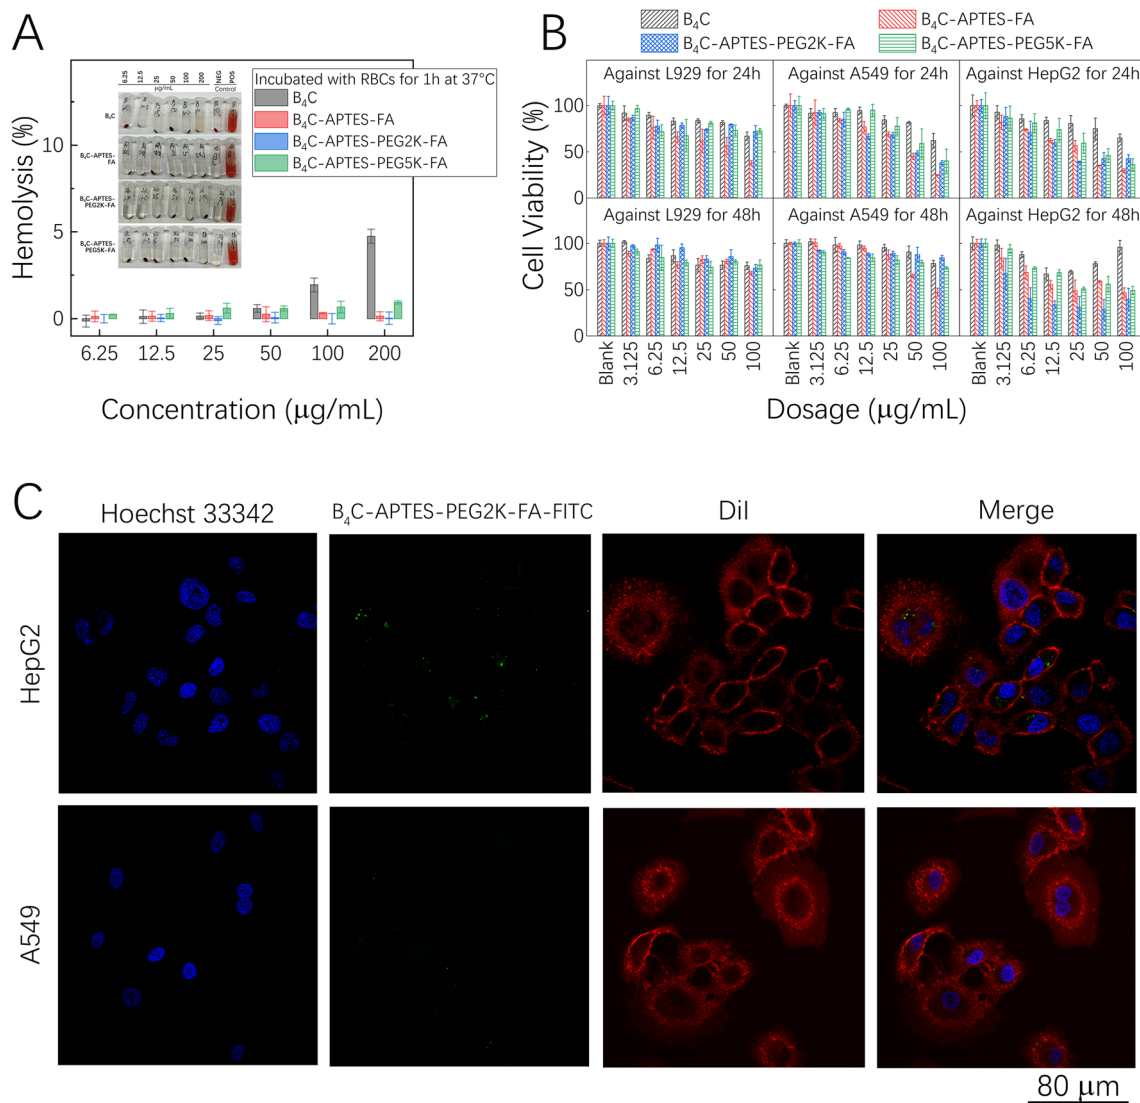 A
Hemolysis (%)
10
5
0
6.25 12.5 25 50 100 200
Concentration (μg/mL)
6.25 12.5 25 50 100 200 NEG POS
μg/mL Control
B₄C
B₄C-APTES-
FA
B₄C-APTES-
PEG2K-FA
B₄C-APTES-
PEG5K-FA
Incubated with RBCs for 1h at 37°C
B₄C
B₄C-APTES-FA
B₄C-APTES-PEG2K-FA
B₄C-APTES-PEG5K-FA
B
B₄C B₄C-APTES-FA
B₄C-APTES-PEG2K-FA B₄C-APTES-PEG5K-FA
Cell Viability (%)
Against L929 for 24h Against A549 for 24h Against HepG2 for 24h
100
50
0
Against L929 for 48h Against A549 for 48h Against HepG2 for 48h
100
50
0
Blank 3.125 6.25 12.5 25 50 100 Blank 3.125 6.25 12.5 25 50 100 Blank 3.125 6.25 12.5 25 50 100
Dosage (μg/mL)
C
Hoechst 33342 B₄C-APTES-PEG2K-FA-FITC DiI Merge
HepG2
A549
80 μm